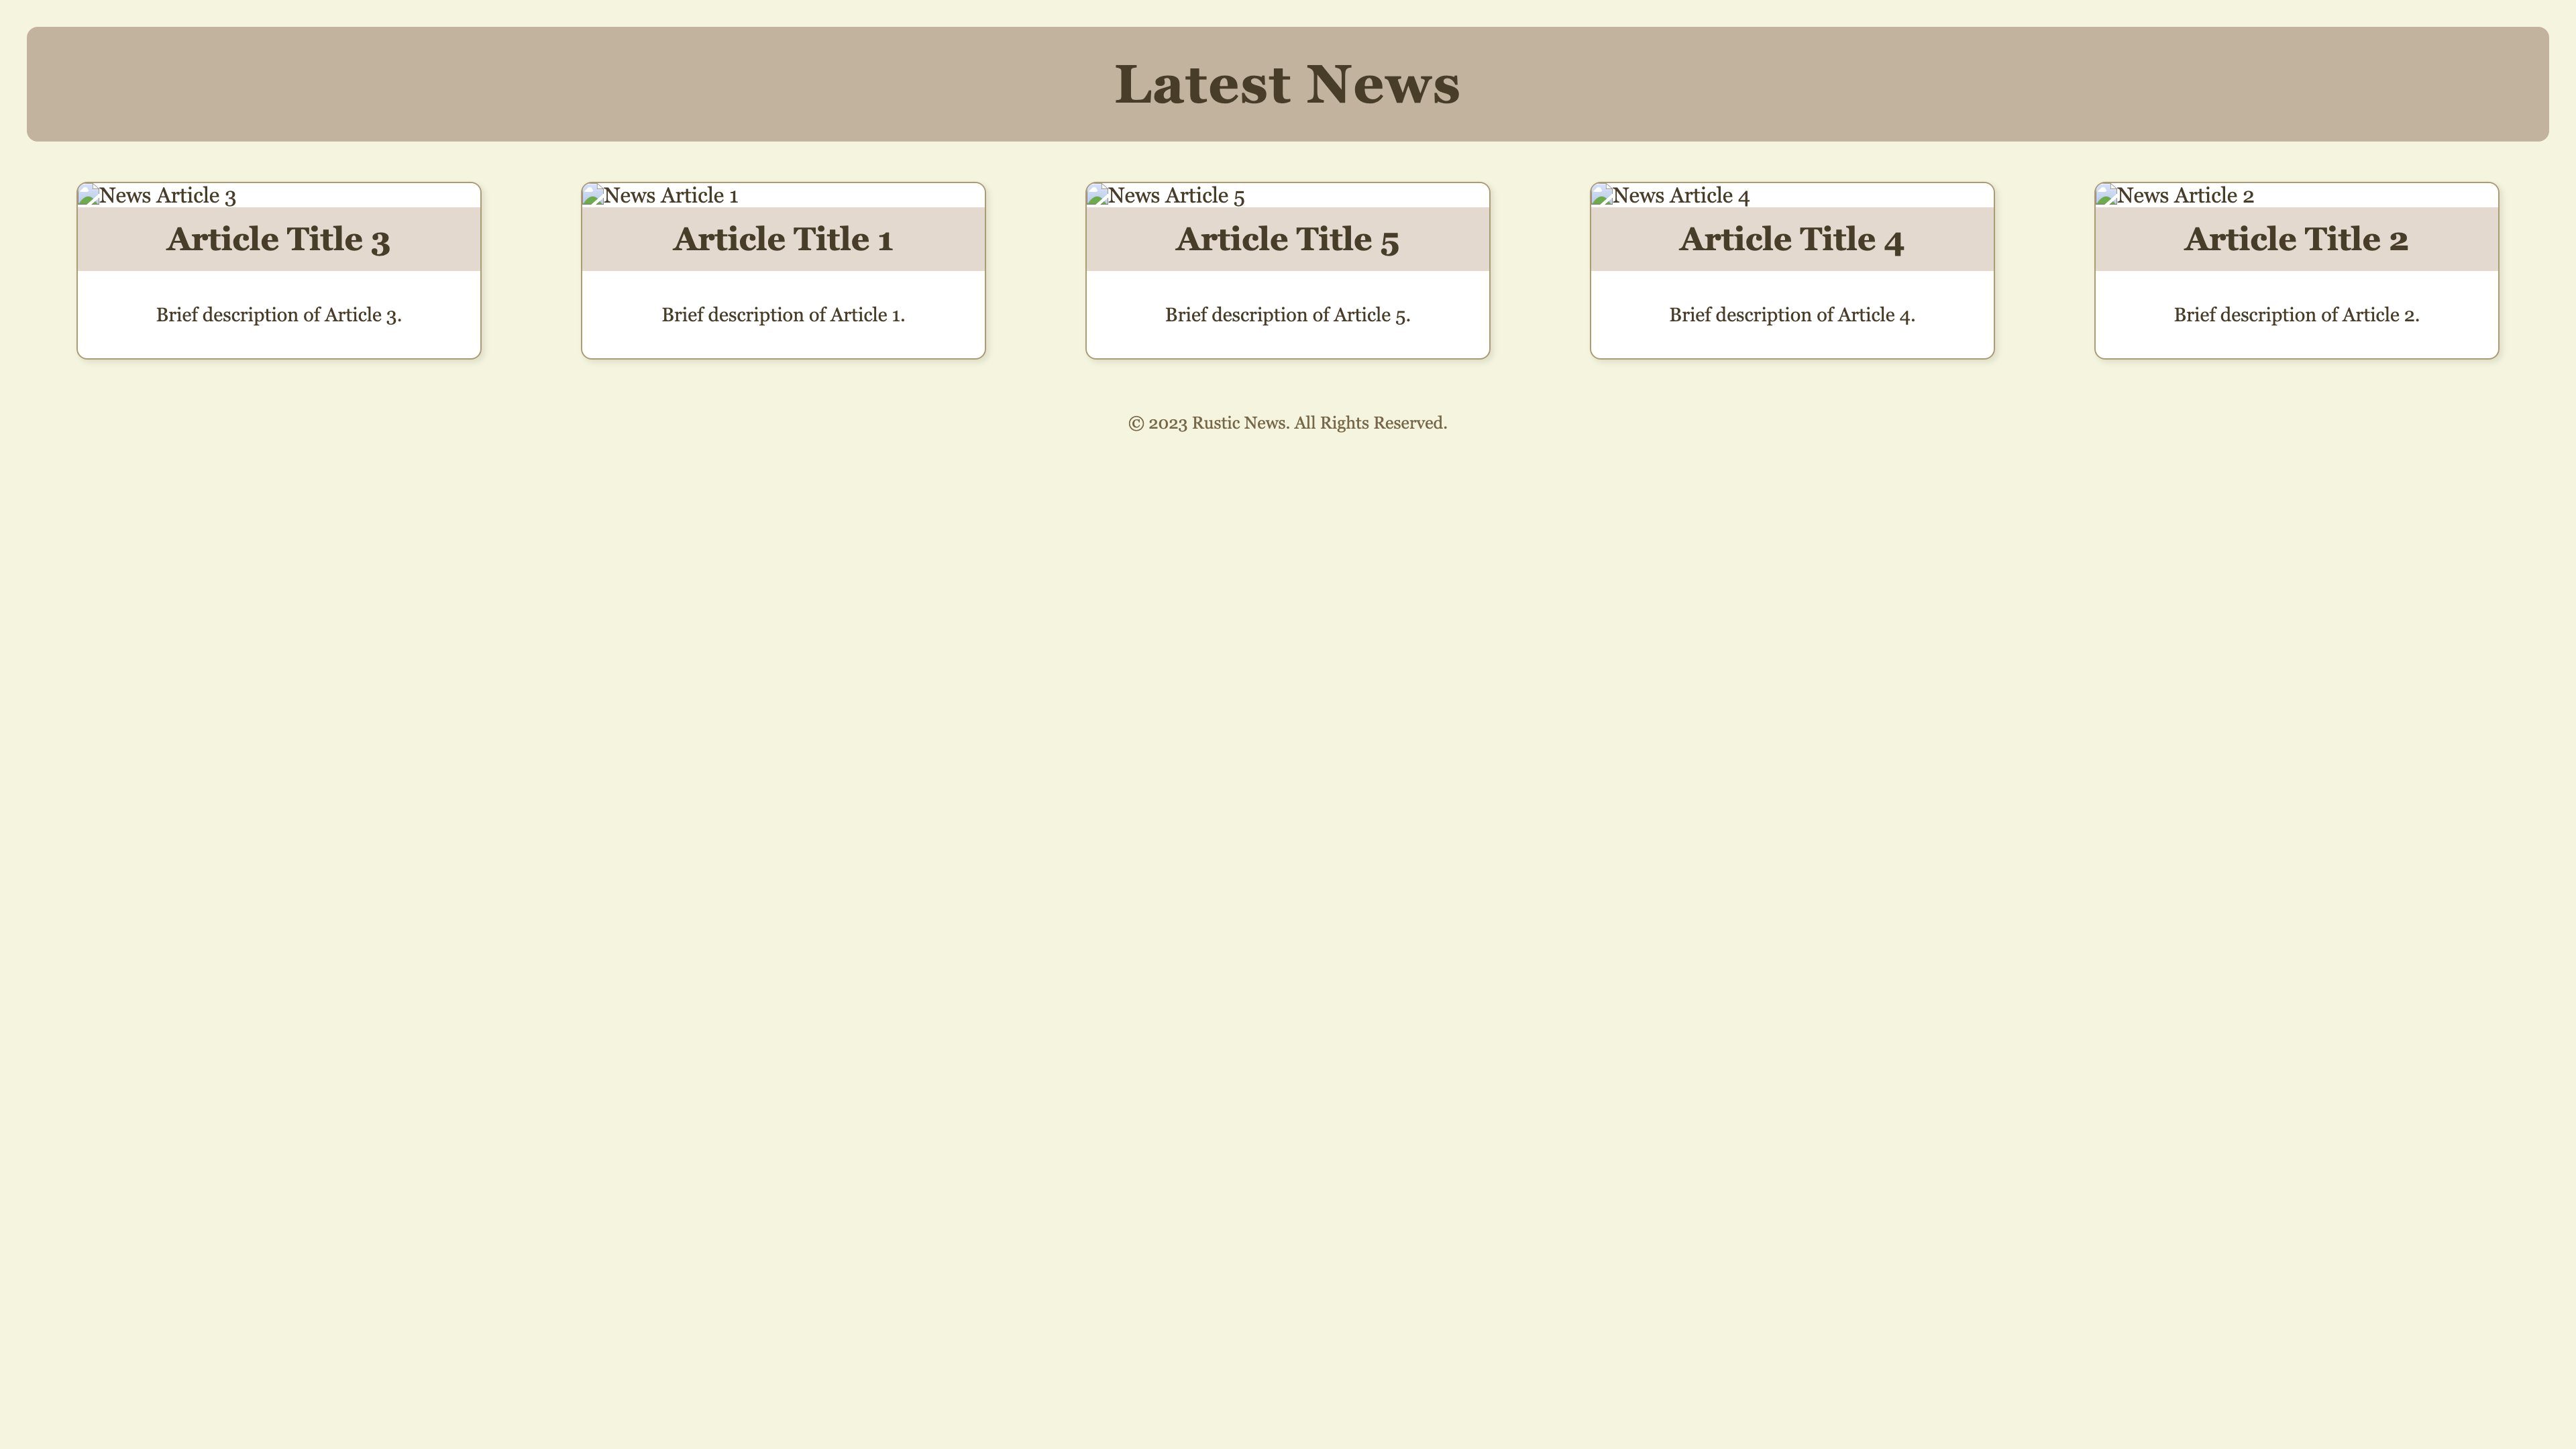 Latest News
News Article 3
Article Title 3
Brief description of Article 3.
News Article 1
Article Title 1
Brief description of Article 1.
News Article 5
Article Title 5
Brief description of Article 5.
News Article 4
Article Title 4
Brief description of Article 4.
News Article 2
Article Title 2
Brief description of Article 2.
© 2023 Rustic News. All Rights Reserved.